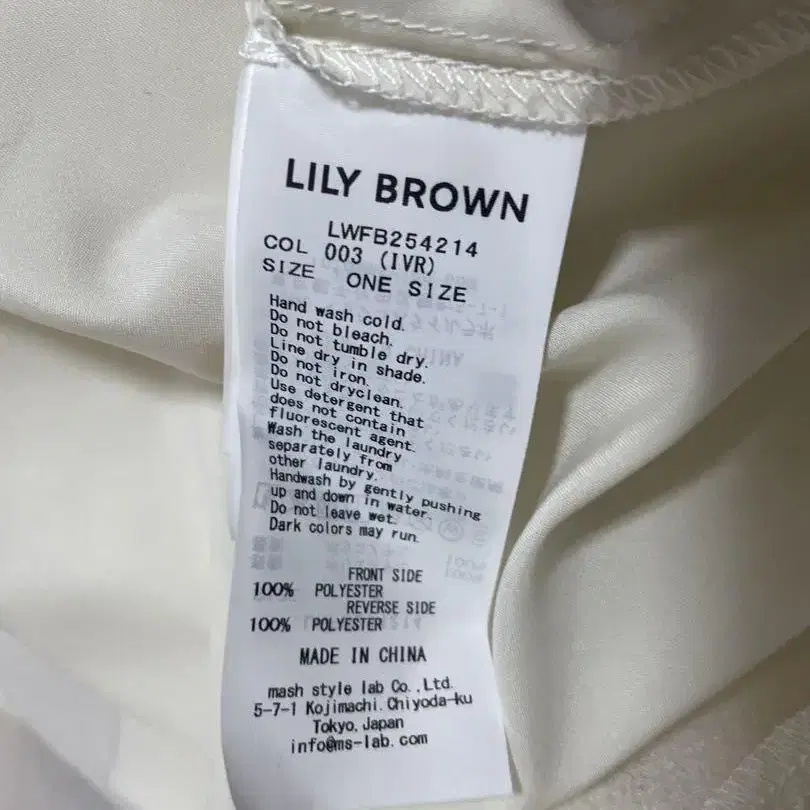 LILY BROWN
LWFB254214
COL 003 (IVR)
SIZE ONE SIZE
Hand wash cold.
Do not bleach.
Do not tumble dry.
Line dry in shade.
Do not iron.
Do not dryclean.
Use detergent that
does not contain
fluorescent agent.
Wash the laundry
separately from
other laundry.
Handwash by gently pushing
up and down in water.
Do not leave wet.
Dark colors may run.
FRONT SIDE
100% POLYESTER
REVERSE SIDE
100% POLYESTER
MADE IN CHINA
mash style lab Co.,Ltd.
5-7-1 Kojimachi.Chiyoda-ku
Tokyo,Japan
info@ms-lab.com